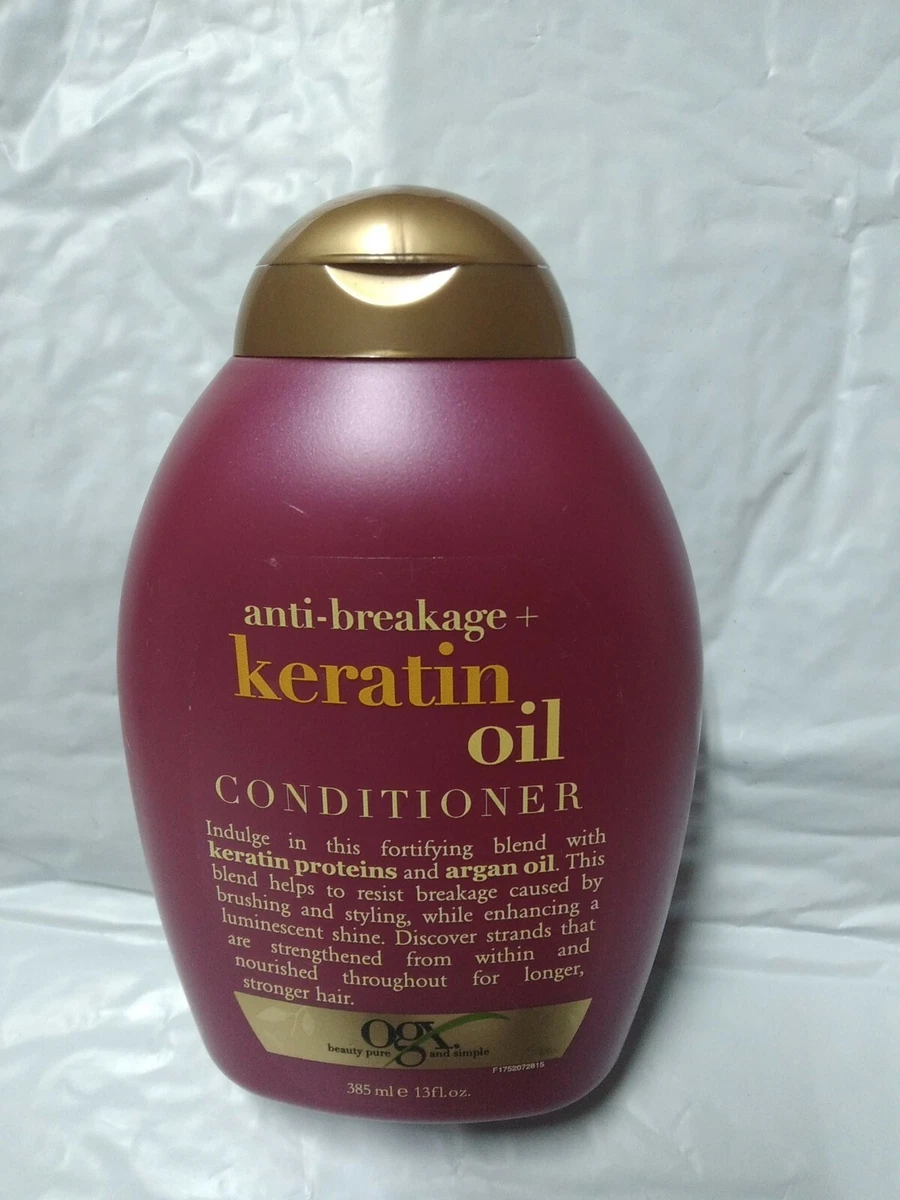 anti-breakage +
keratin
oil
CONDITIONER
Indulge in this fortifying blend with
keratin proteins and argan oil. This
blend helps to resist breakage caused by
brushing and styling, while enhancing a
luminescent shine. Discover strands that
are strengthened from within and
nourished throughout for longer,
stronger hair.
ogx.
beauty pure and simple
F1752072815
385 ml e 13fl.oz.